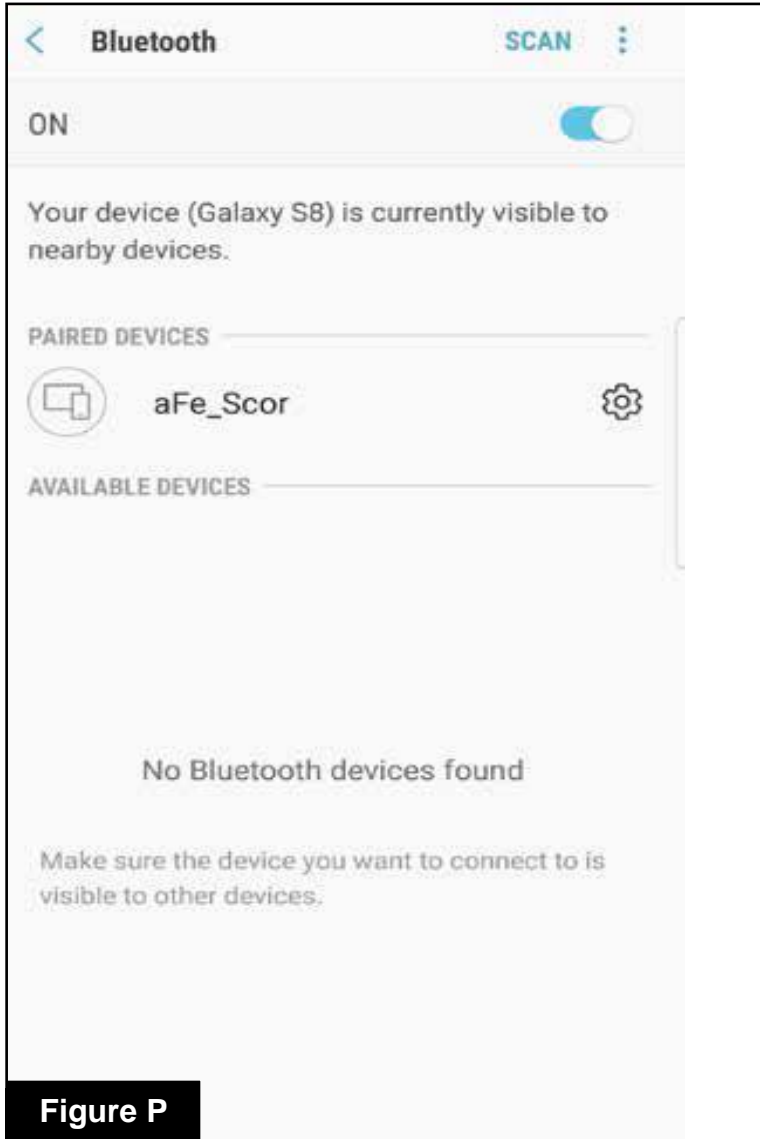 Bluetooth SCAN
ON
Your device (Galaxy S8) is currently visible to
nearby devices.
PAIRED DEVICES
aFe_Scor
AVAILABLE DEVICES
No Bluetooth devices found
Make sure the device you want to connect to is
visible to other devices.
Figure P